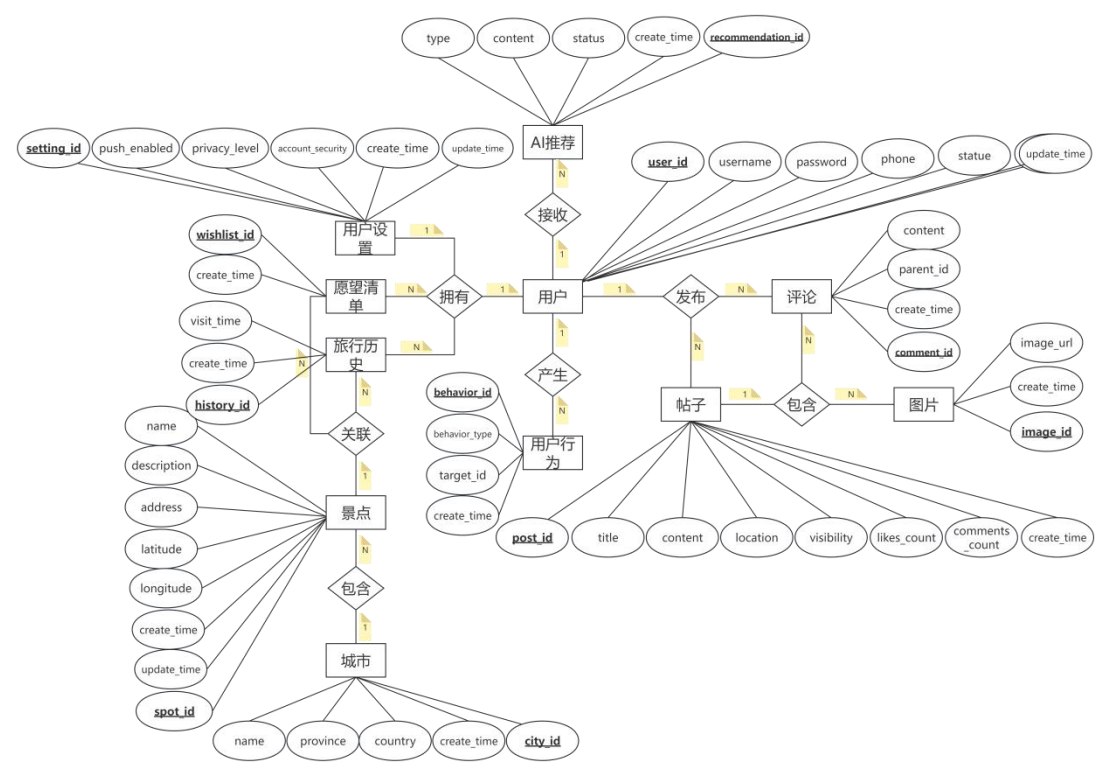 type
content
status
create_time
recommendation_id
AI推荐
N
接收
1
setting_id
push_enabled
privacy_level
account_security
create_time
update_time
user_id
username
password
phone
statue
update_time
用户设
置
1
wishlist_id
create_time
愿望清
单
N
拥有
1
用户
1
发布
N
评论
content
parent_id
create_time
comment_id
visit_time
create_time
history_id
旅行历
史
N
N
N
关联
1
1
产生
N
用户行
为
behavior_id
behavior_type
target_id
create_time
N
帖子
1
包含
N
N
图片
image_url
create_time
image_id
post_id
title
content
location
visibility
likes_count
comments
_count
create_time
name
description
address
latitude
longitude
create_time
update_time
spot_id
景点
N
包含
1
城市
name
province
country
create_time
city_id